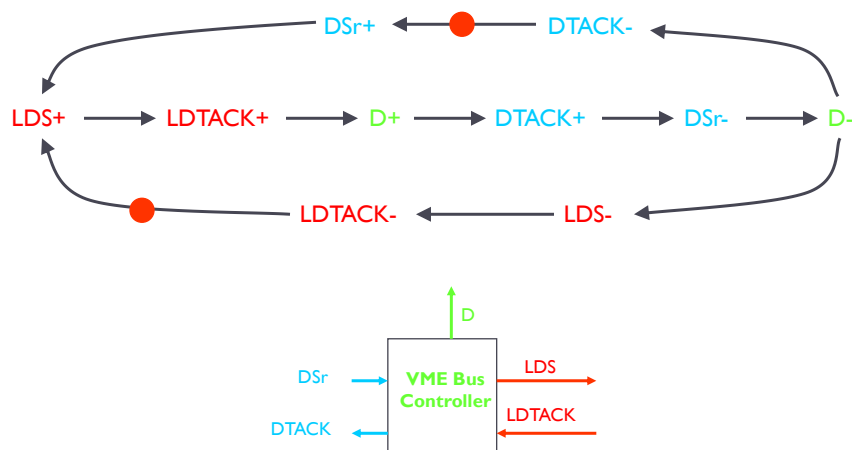 DSr+ DTACK-
LDS+ LDTACK+ D+ DTACK+ DSr- D-
LDTACK- LDS-
D
DSr VME Bus LDS
Controller
DTACK LDTACK